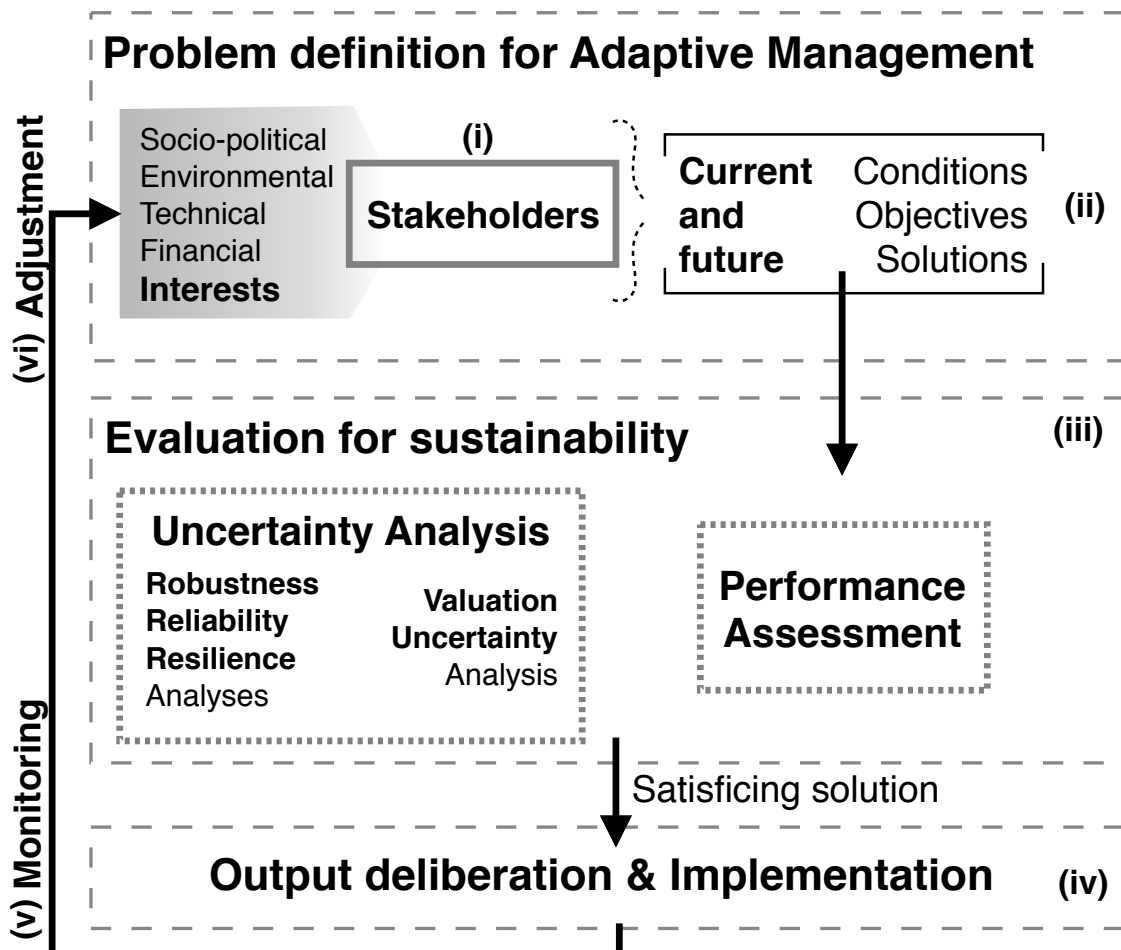 Problem definition for Adaptive Management
(vi) Adjustment
Socio-political
Environmental
Technical
Financial
Interests
(i)
Stakeholders
Current
and
future
Conditions
Objectives
Solutions
(ii)
Evaluation for sustainability
(iii)
Uncertainty Analysis
Robustness
Reliability
Resilience
Analyses
Valuation
Uncertainty
Analysis
Performance
Assessment
(v) Monitoring
Satisficing solution
Output deliberation & Implementation
(iv)